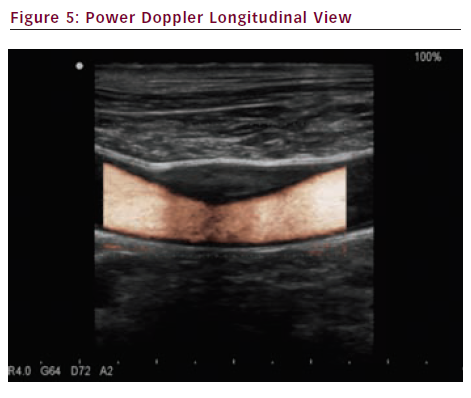 Figure 5: Power Doppler Longitudinal View
100%
R4.0 G64 D72 A2